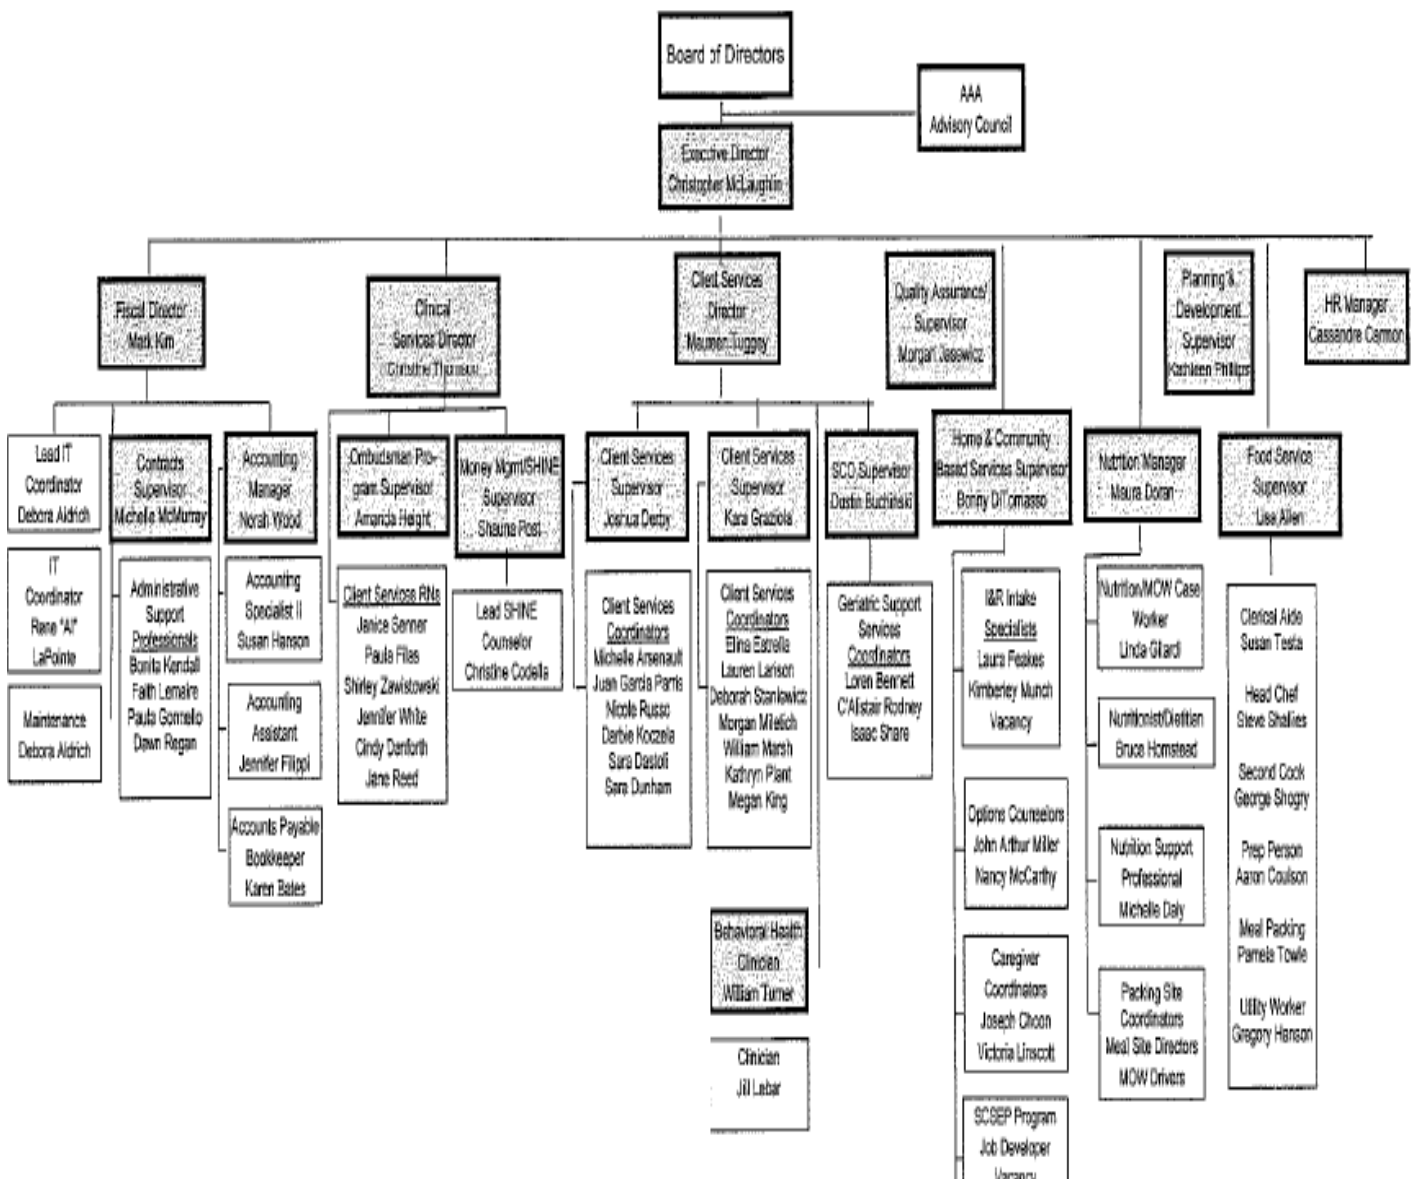 Board of Directors
AAA
Advisory Council
Executive Director
Christopher McLaughlin
Fiscal Director
Mark Kim
Clinical
Services Director
Christine
Client Services
Director
Maureen Tuggey
Quality Assurance/
Supervisor
Morgan Jasewicz
Planning &
Development
Supervisor
Kathleen Phillips
HR Manager
Cassandre Carmon
Lead IT
Coordinator
Debora Aldrich
Contracts
Supervisor
Michelle McMurray
Accounting
Manager
Norah Wood
Ombudsman Pro-
gram Supervisor
Amanda Height
Money Mgmt/SHINE
Supervisor
Shauna Post
Client Services
Supervisor
Joshua Derby
Client Services
Supervisor
Kara Graziola
SCO Supervisor
Dustin Buchinski
Home & Community
Based Services Supervisor
Bonny DiTomasso
Nutrition Manager
Maura Doran
Food Service
Supervisor
Lisa Allen
IT
Coordinator
Rene "Al"
LaPointe
Maintenance
Debora Aldrich
Administrative
Support
Professionals
Bonita Kendall
Faith Lemaire
Paula Gormello
Dawn Regan
Accounting
Specialist II
Susan Hanson
Accounting
Assistant
Jennifer Filippi
Accounts Payable
Bookkeeper
Karen Bates
Client Services RNs
Janice Senner
Paula Filas
Shirley Zawistowski
Jennifer White
Cindy Danforth
Jane Reed
Lead SHINE
Counselor
Christine Codella
Client Services
Coordinators
Michelle Arsenault
Juan Garcia Parris
Nicole Russo
Darbie Koczela
Sara Dastoli
Sara Dunham
Client Services
Coordinators
Elina Estrella
Lauren Larison
Deborah Stankewicz
Morgan Miletich
William Marsh
Kathryn Plant
Megan King
Behavioral Health
Clinician
William Turner
Clinician
Jill Lebar
Geriatric Support
Services
Coordinators
Loren Bennett
C'Alistair Rodney
Isaac Share
I&R Intake
Specialists
Laura Feakes
Kimberley Munch
Vacancy
Options Counselors
John Arthur Miller
Nancy McCarthy
Caregiver
Coordinators
Joseph Choon
Victoria Linscott
SCSEP Program
Job Developer
Vacancy
Nutrition/MOW Case
Worker
Linda Gilardi
Nutritionist/Dietitian
Bruce Homstead
Nutrition Support
Professional
Michelle Daly
Packing Site
Coordinators
Meal Site Directors
MOW Drivers
Clerical Aide
Susan Testa
Head Chef
Steve Shallies
Second Cook
George Shogry
Prep Person
Aaron Coulson
Meal Packing
Pamela Towle
Utility Worker
Gregory Hanson